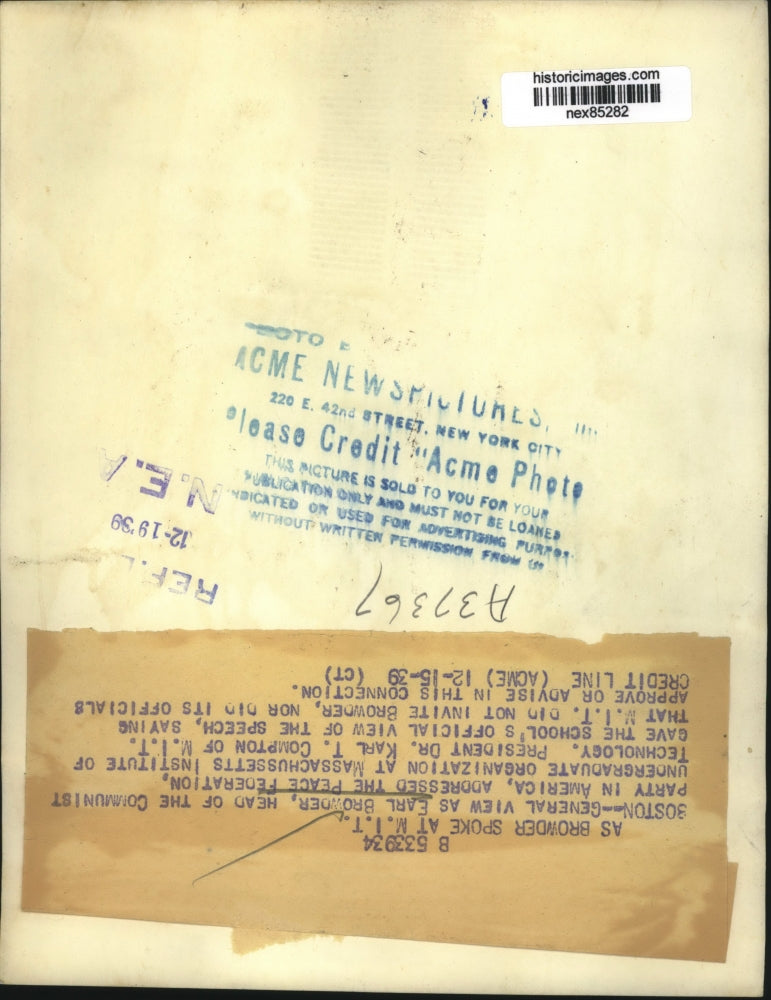 historicimages.com
nex85282
ACME NEWSPICTURES,
220 E. 42nd STREET, NEW YORK CITY
Please Credit "Acme Photo
THIS PICTURE IS SOLD TO YOU FOR YOUR
PUBLICATION ONLY AND MUST NOT BE LOANED
OR USED FOR ADVERTISING
WITHOUT WRITTEN PERMISSION FROM
N.E.A
12-19'39
REF.
A37367
B 533934
AS BROWDER SPOKE AT M.I.T.
BOSTON--GENERAL VIEW AS EARL BROWDER, HEAD OF THE COMMUNIST
PARTY IN AMERICA, ADDRESSED THE PEACE FEDERATION,
UNDERGRADUATE ORGANIZATION AT MASSACHUSSETTS INSTITUTE OF
TECHNOLOGY. PRESIDENT DR. KARL T. COMPTON OF M.I.T.
GAVE THE SCHOOL'S OFFICIAL VIEW OF THE SPEECH, SAYING
THAT M.I.T. DID NOT INVITE BROWDER, NOR DID ITS OFFICIALS
APPROVE OR ADVISE IN THIS CONNECTION.
CREDIT LINE (ACME) 12-15-39 (CT)